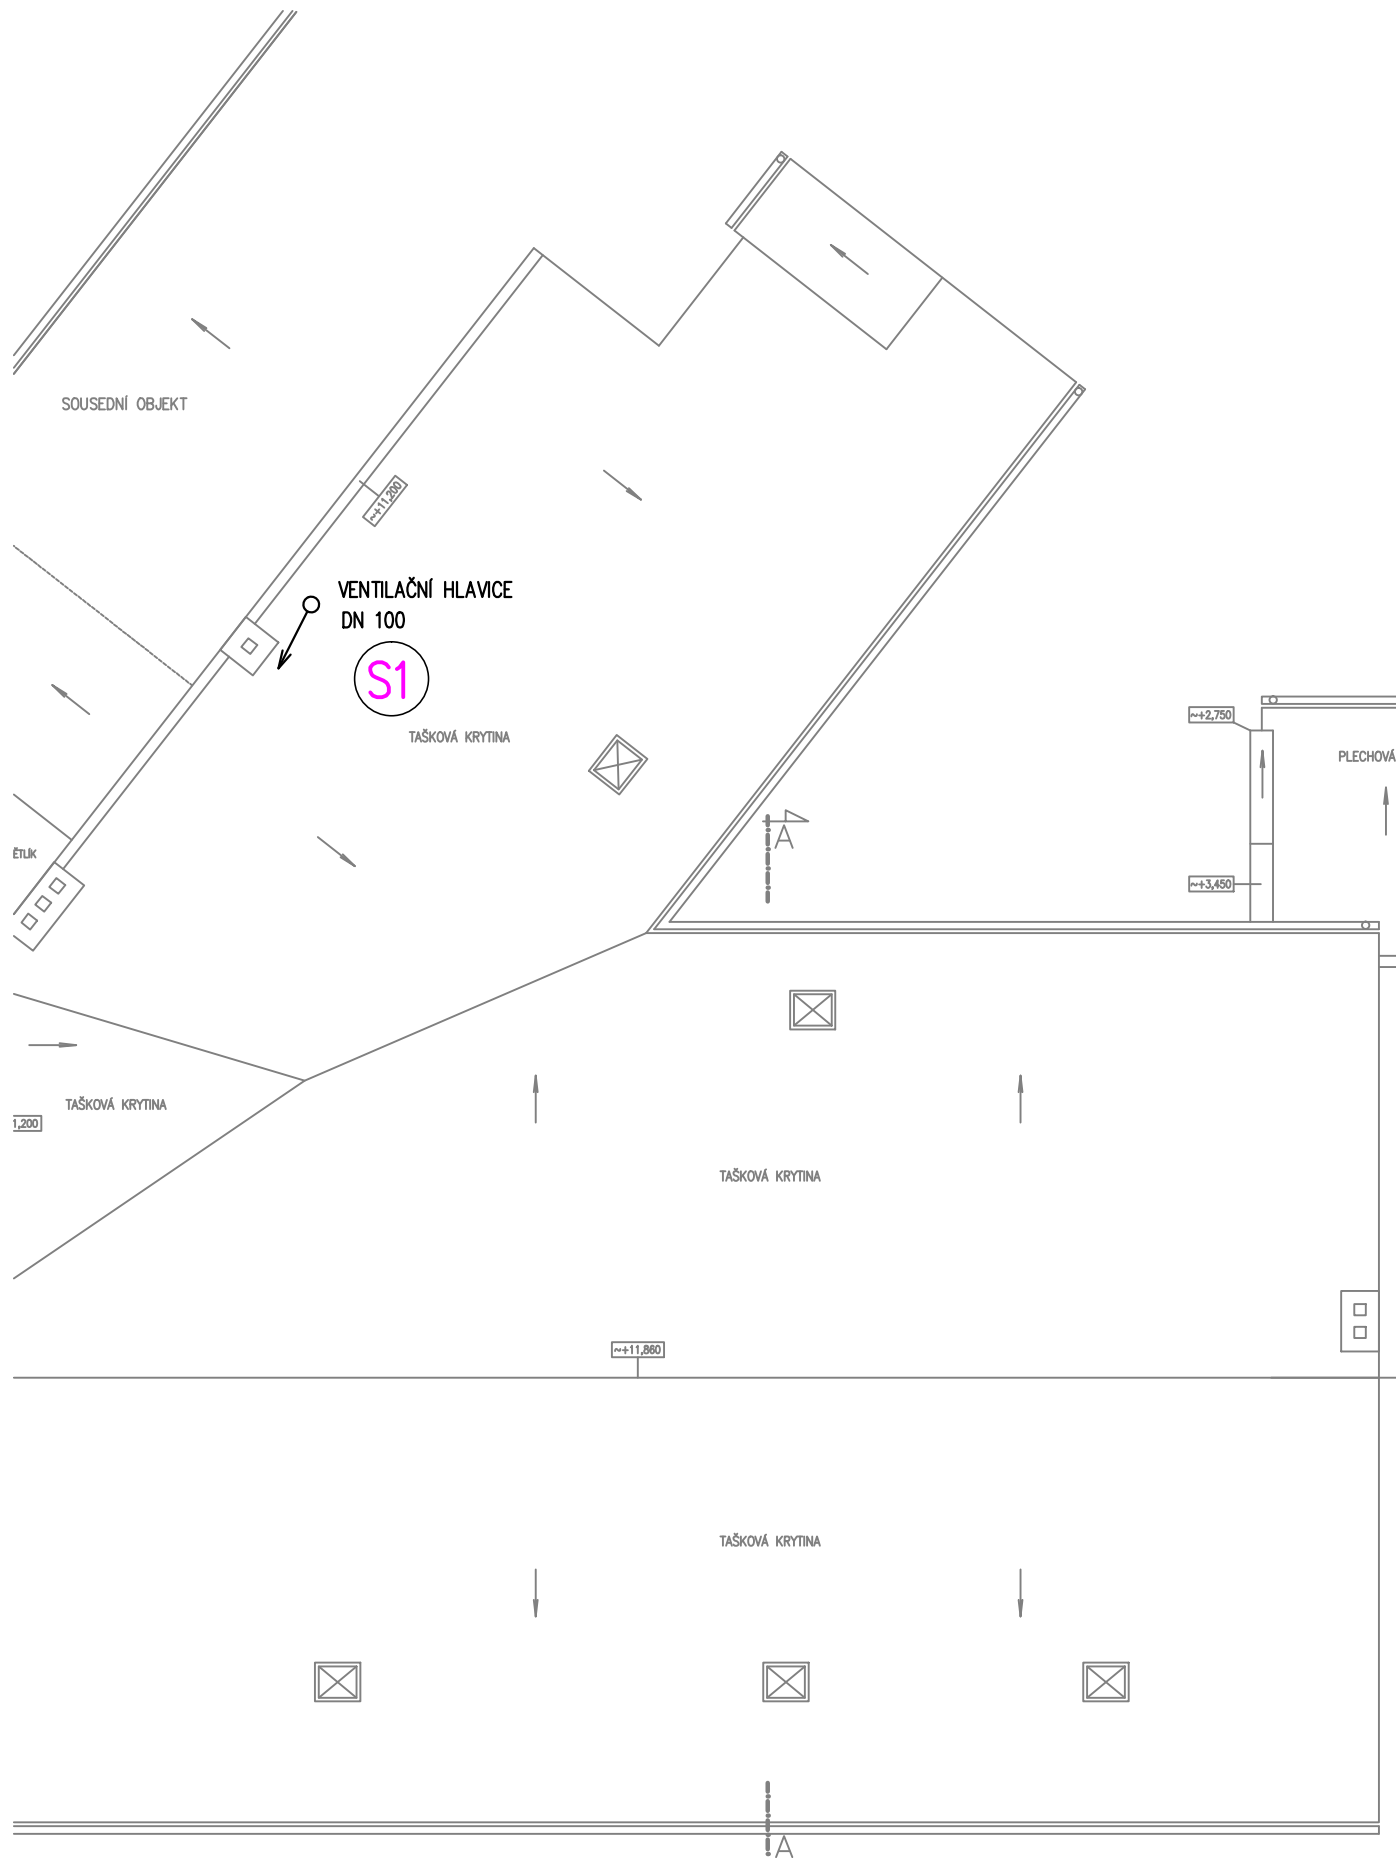 SOUSEDNÍ OBJEKT
~+11,200
VENTILAČNÍ HLAVICE
DN 100
S1
~+2,750
TAŠKOVÁ KRYTINA
PLECHOVÁ
A
ĚTLÍK
~+3,450
TAŠKOVÁ KRYTINA
1,200
TAŠKOVÁ KRYTINA
~+11,860
TAŠKOVÁ KRYTINA
A